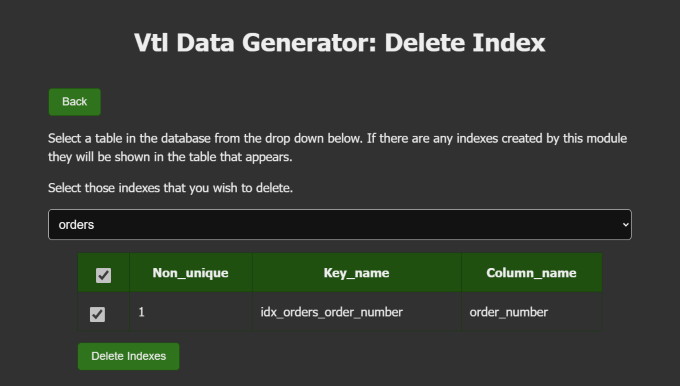 Vtl Data Generator: Delete Index
Back
Select a table in the database from the drop down below. If there are any indexes created by this module
they will be shown in the table that appears.
Select those indexes that you wish to delete.
orders
Non_unique Key_name Column_name
1 idx_orders_order_number order_number
Delete Indexes